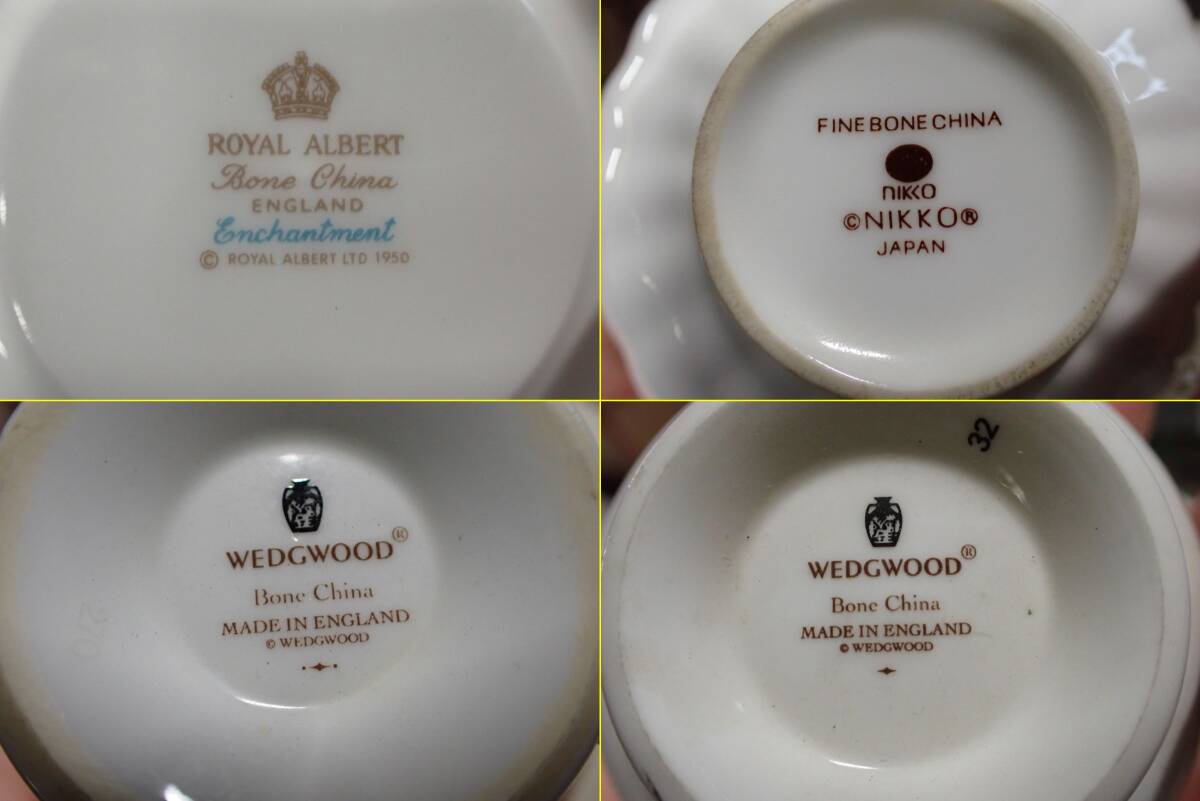 ROYAL ALBERT
Bone China
ENGLAND
Enchantment
© ROYAL ALBERT LTD 1950
FINE BONE CHINA
nikko
©NIKKO®
JAPAN
WEDGWOOD®
Bone China
MADE IN ENGLAND
© WEDGWOOD
270
32
WEDGWOOD®
Bone China
MADE IN ENGLAND
© WEDGWOOD